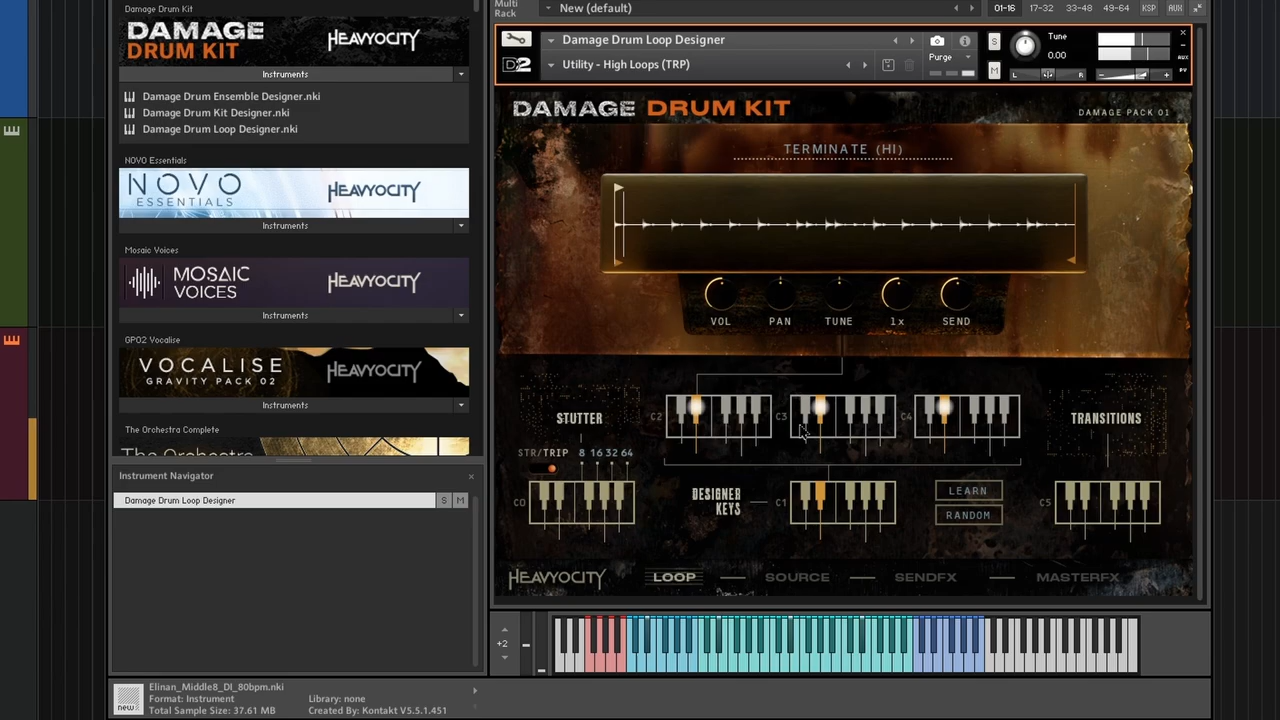 Damage Drum Kit
DAMAGE
DRUM KIT
HEAVYOCITY
Instruments
Damage Drum Ensemble Designer.nki
Damage Drum Kit Designer.nki
Damage Drum Loop Designer.nki
NOVO Essentials
NOVO
ESSENTIALS
HEAVYOCITY
Instruments
Mosaic Voices
MOSAIC
VOICES
HEAVYOCITY
Instruments
GPO2 Vocalise
VOCALISE
GRAVITY PACK 02
HEAVYOCITY
Instruments
The Orchestra Complete
The Orchestra
Instrument Navigator
×
Damage Drum Loop Designer
S M
new
Elinan_Middle8_DI_80bpm.nki
Format: Instrument
Library: none
Total Sample Size: 37.61 MB
Created By: Kontakt V5.5.1.451
Multi
Rack
New (default)
01-16 17-32 33-48 49-64 KSP AUX
Damage Drum Loop Designer
D2
Utility - High Loops (TRP)
Purge
S
M
Tune
0.00
L R
AUX
PV
DAMAGE DRUM KIT
DAMAGE PACK 01
TERMINATE (HI)
VOL PAN TUNE 1x SEND
STUTTER
C2 C3 C4
TRANSITIONS
STR/TRIP 8 16 32 64
C0
DESIGNER
KEYS
C1
LEARN
RANDOM
C5
HEAVYOCITY LOOP SOURCE SENDFX MASTERFX
+2